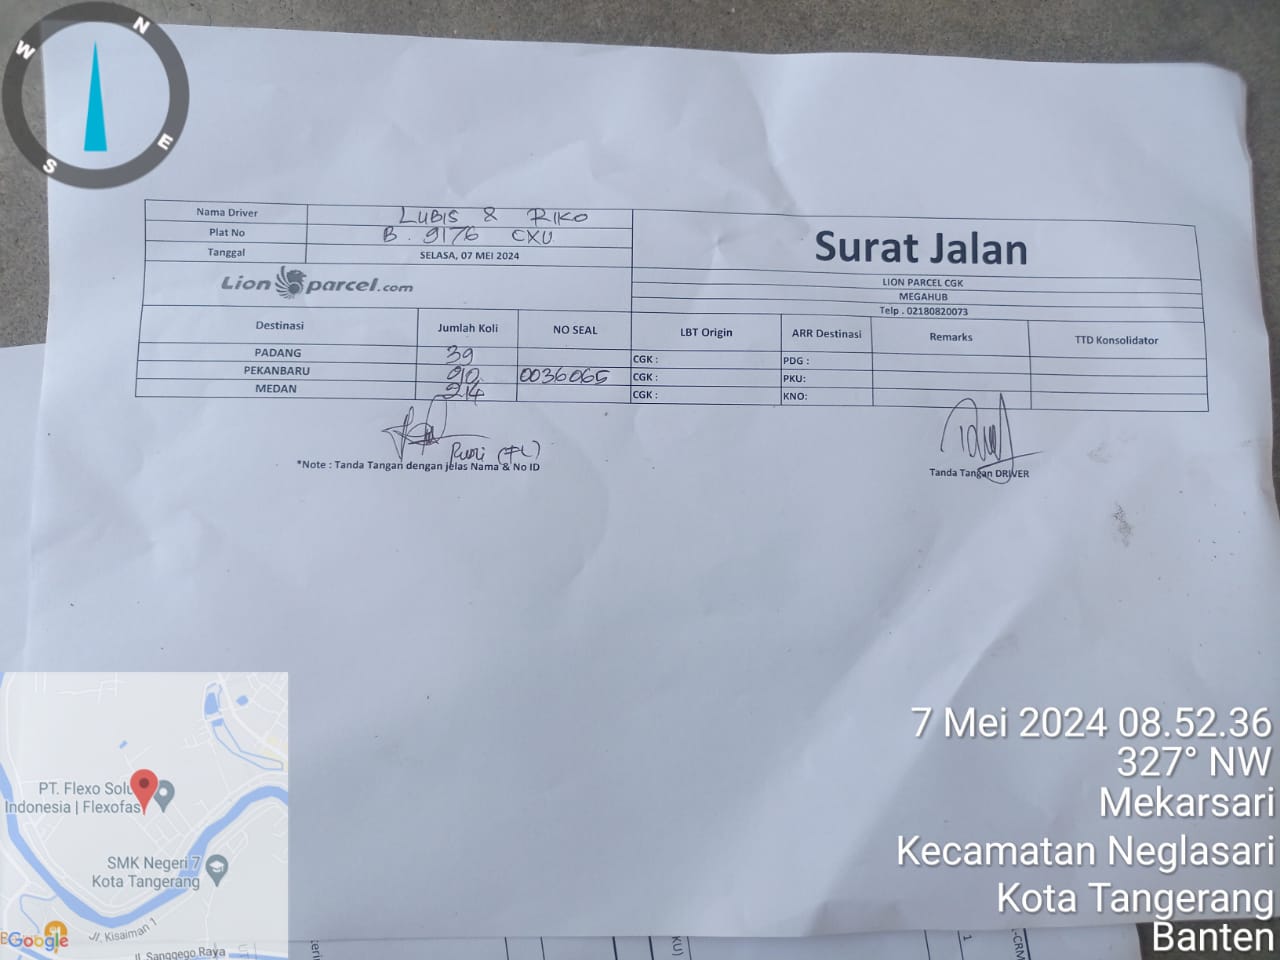 N
W
E
S
Nama Driver LUBIS & RIKO
Plat No B. 9176 CXU
Tanggal SELASA, 07 MEI 2024
Surat Jalan
LION PARCEL CGK
MEGAHUB
Telp . 02180820073
Lion parcel.com
Destinasi Jumlah Koli NO SEAL LBT Origin ARR Destinasi Remarks TTD Konsolidator
PADANG 39 CGK : PDG :
PEKANBARU 90 0036065 CGK : PKU:
MEDAN 214 CGK : KNO:
*Note : Tanda Tangan dengan jelas Nama & No ID
Tanda Tangan DRIVER
7 Mei 2024 08.52.36
327° NW
Mekarsari
Kecamatan Neglasari
Kota Tangerang
Banten
PT. Flexo Solu
Indonesia | Flexofas
SMK Negeri 7
Kota Tangerang
Google
Jl. Kisaiman 1
Jl. Sanggego Raya
KU)
1
-CRM